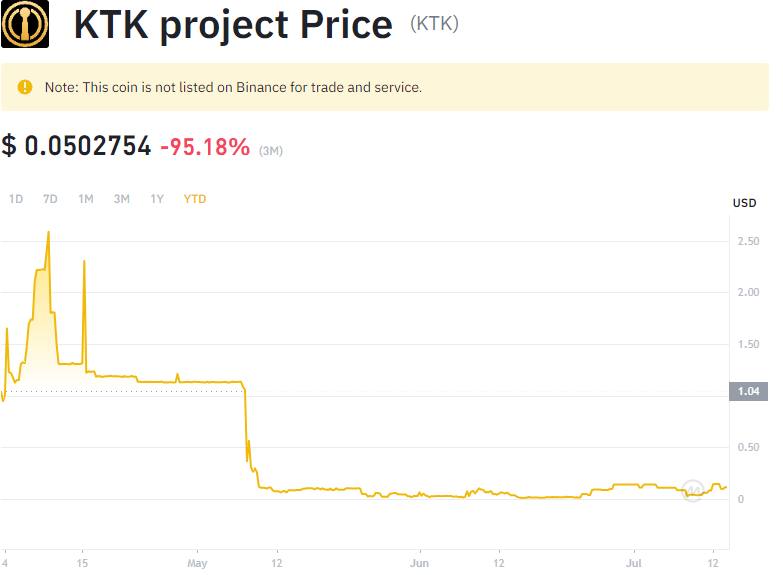 KTK project Price (KTK)
Note: This coin is not listed on Binance for trade and service.
$ 0.0502754 -95.18% (3M)
1D 7D 1M 3M 1Y YTD
USD
2.50
2.00
1.50
1.04
0.50
0
4 15 May 12 Jun 12 Jul 12